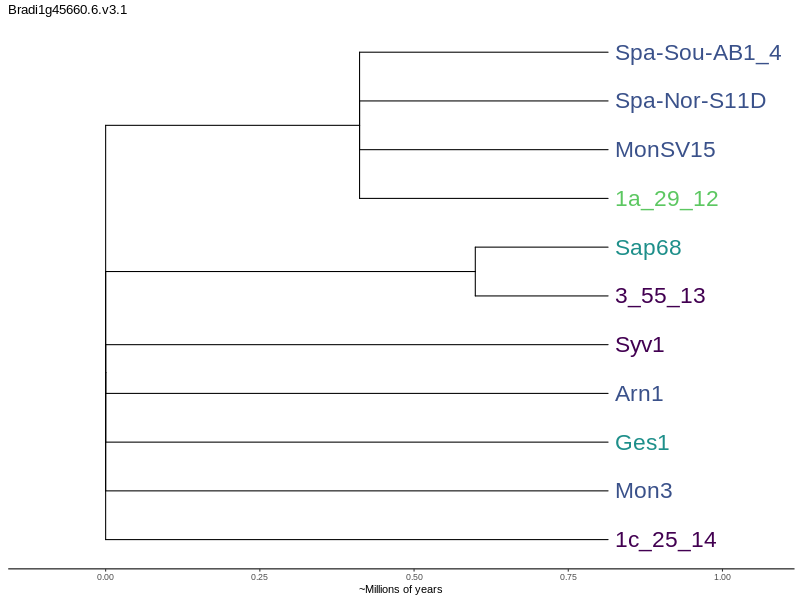 Bradi1g45660.6.v3.1
Spa-Sou-AB1_4
Spa-Nor-S11D
MonSV15
1a_29_12
Sap68
3_55_13
Syv1
Arn1
Ges1
Mon3
1c_25_14
0.00 0.25 0.50 0.75 1.00
~Millions of years